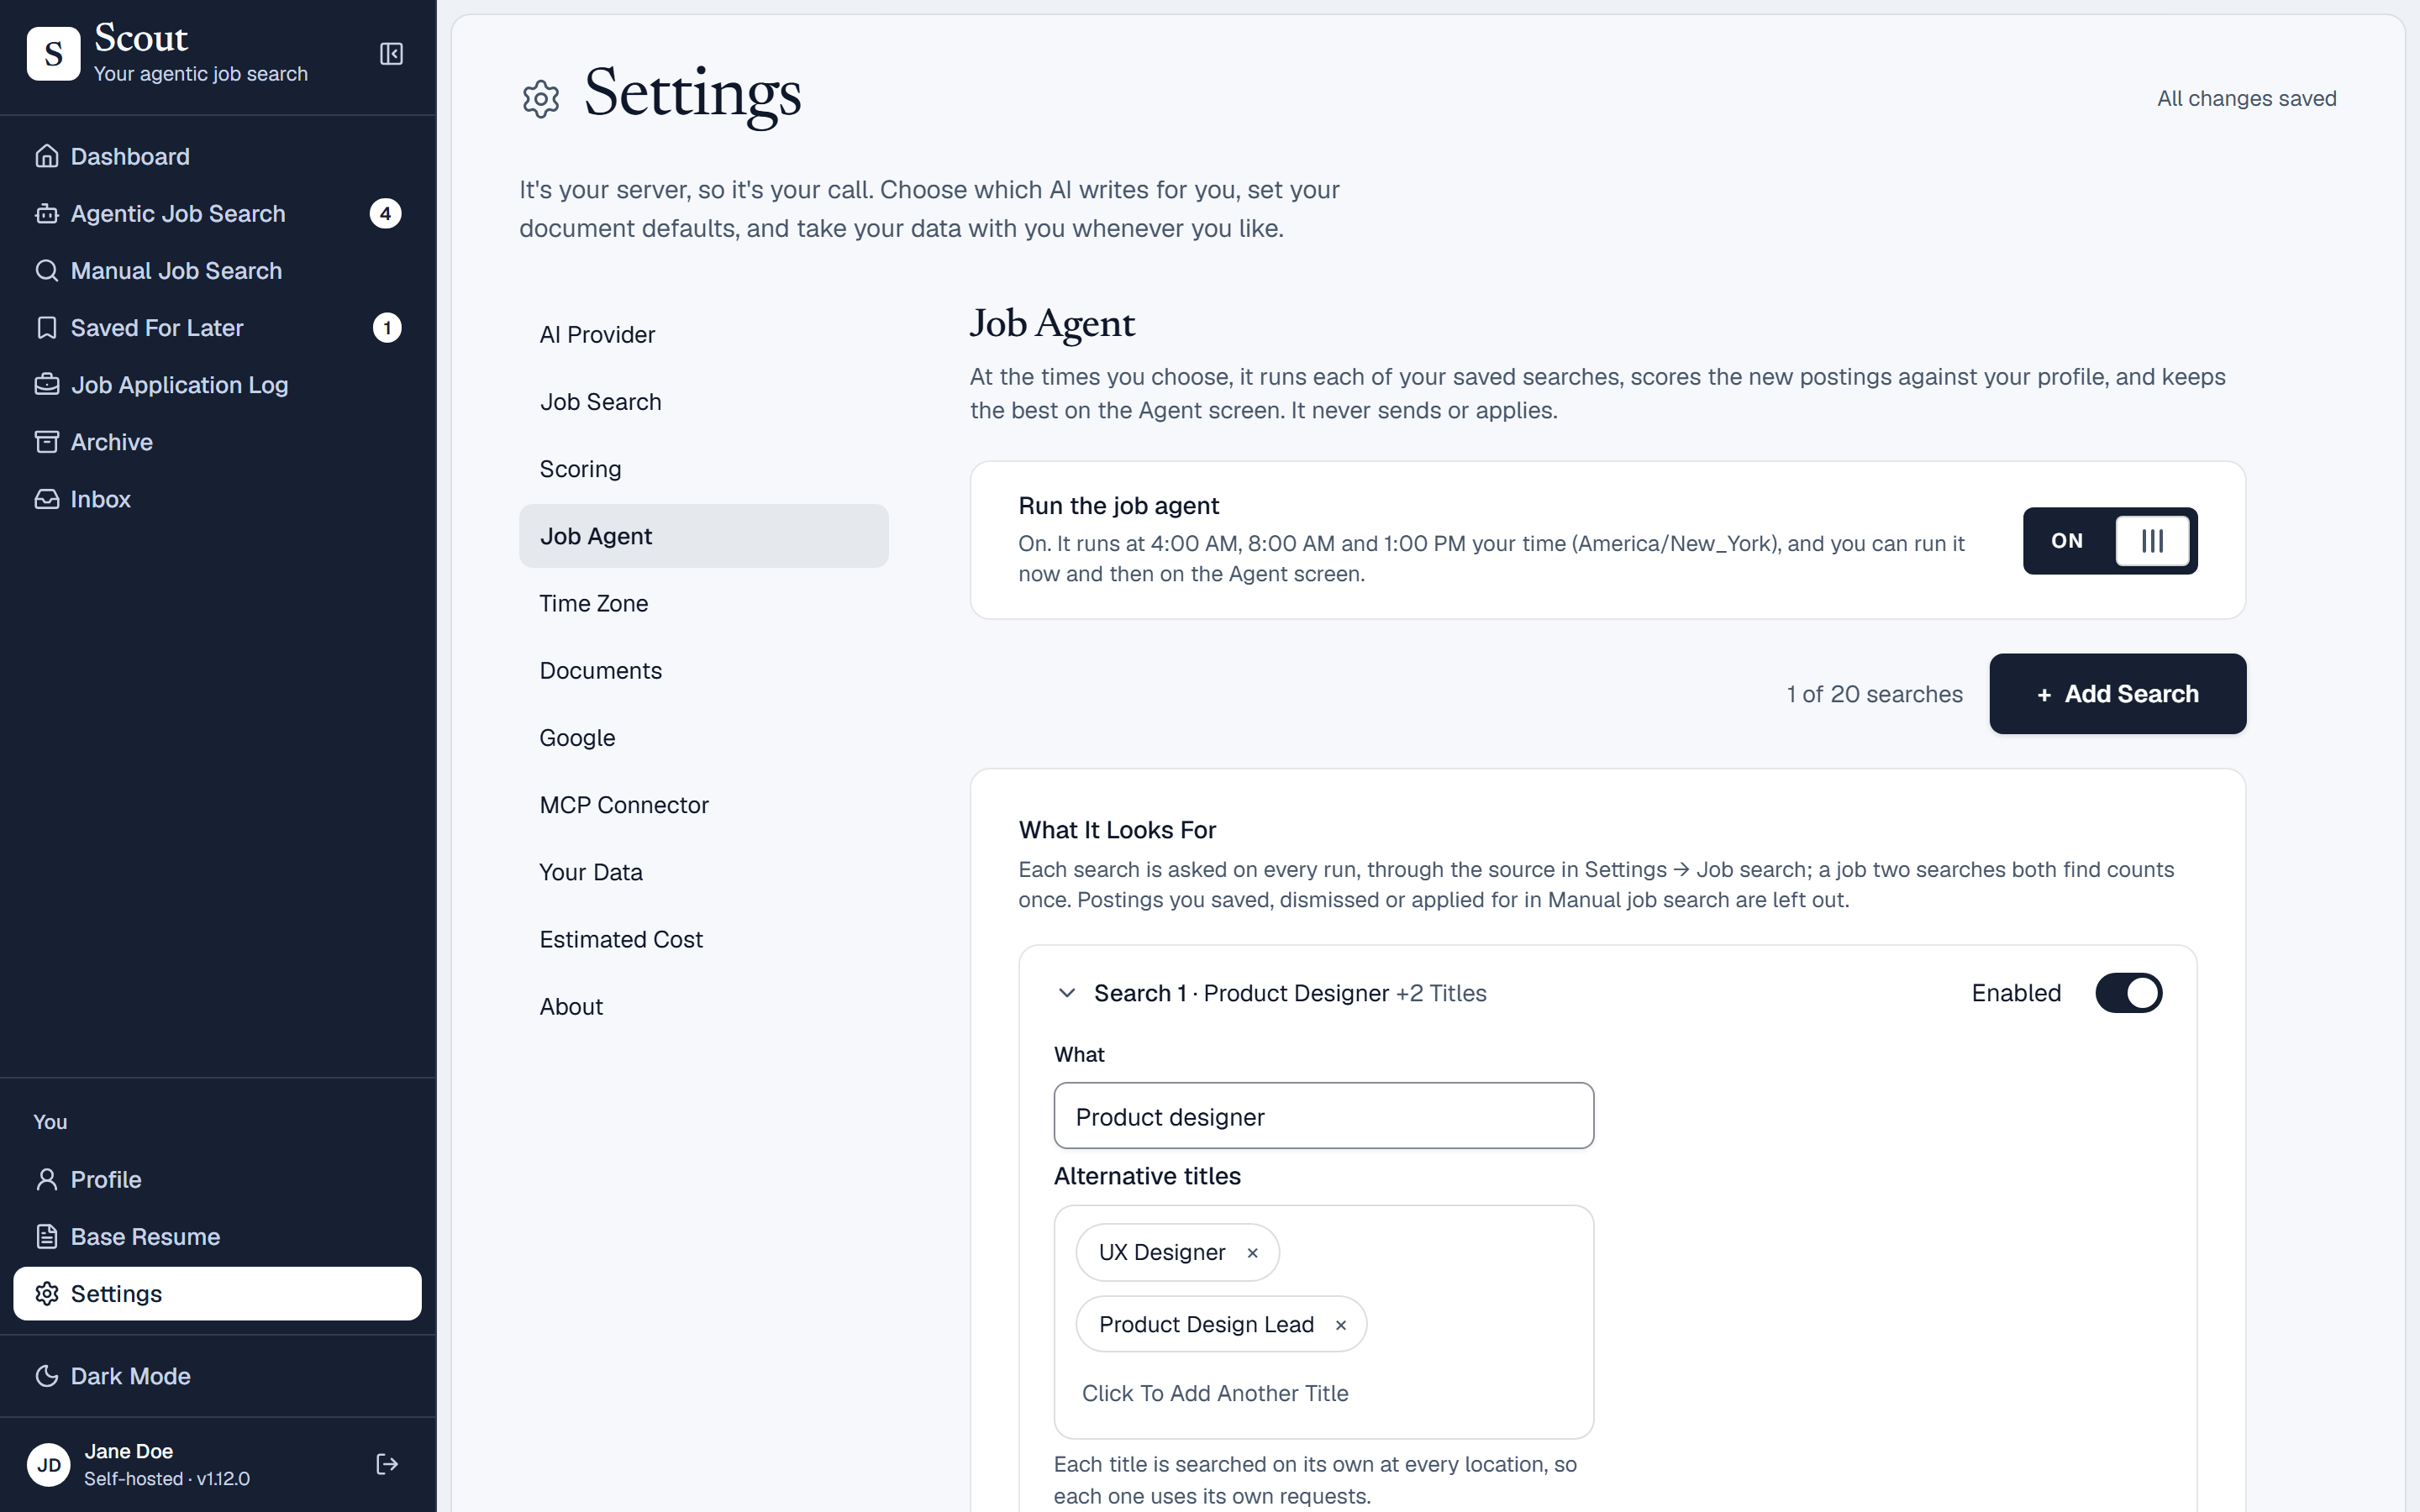 S
Scout
Your agentic job search
Dashboard
Agentic Job Search
4
Manual Job Search
Saved For Later
1
Job Application Log
Archive
Inbox
You
Profile
Base Resume
Settings
Dark Mode
JD
Jane Doe
Self-hosted · v1.12.0
Settings
All changes saved
It's your server, so it's your call. Choose which AI writes for you, set your
document defaults, and take your data with you whenever you like.
AI Provider
Job Search
Scoring
Job Agent
Time Zone
Documents
Google
MCP Connector
Your Data
Estimated Cost
About
Job Agent
At the times you choose, it runs each of your saved searches, scores the new postings against your profile, and keeps
the best on the Agent screen. It never sends or applies.
Run the job agent
On. It runs at 4:00 AM, 8:00 AM and 1:00 PM your time (America/New_York), and you can run it
now and then on the Agent screen.
ON
1 of 20 searches
+ Add Search
What It Looks For
Each search is asked on every run, through the source in Settings → Job search; a job two searches both find counts
once. Postings you saved, dismissed or applied for in Manual job search are left out.
Search 1 · Product Designer +2 Titles
Enabled
What
Product designer
Alternative titles
UX Designer ×
Product Design Lead ×
Click To Add Another Title
Each title is searched on its own at every location, so
each one uses its own requests.